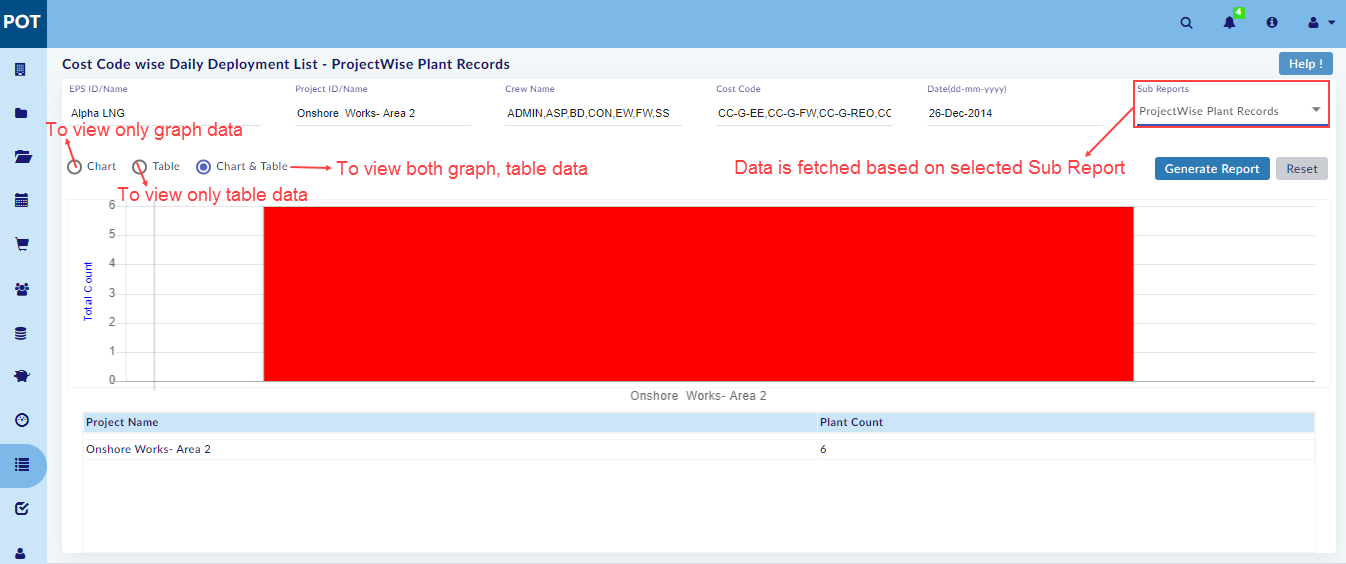 POT
4
Cost Code wise Daily Deployment List - ProjectWise Plant Records
Help !
EPS ID/Name
Project ID/Name
Crew Name
Cost Code
Date(dd-mm-yyyy)
Sub Reports
Alpha LNG
Onshore Works- Area 2
ADMIN,ASP,BD,CON,EW,FW,SS
CC-G-EE,CC-G-FW,CC-G-REO,CC
26-Dec-2014
ProjectWise Plant Records
To view only graph data
Chart
Table
Chart & Table
To view both graph, table data
Data is fetched based on selected Sub Report
Generate Report
Reset
To view only table data
6
5
4
3
2
1
0
Total Count
Onshore Works- Area 2
Project Name
Plant Count
Onshore Works- Area 2
6